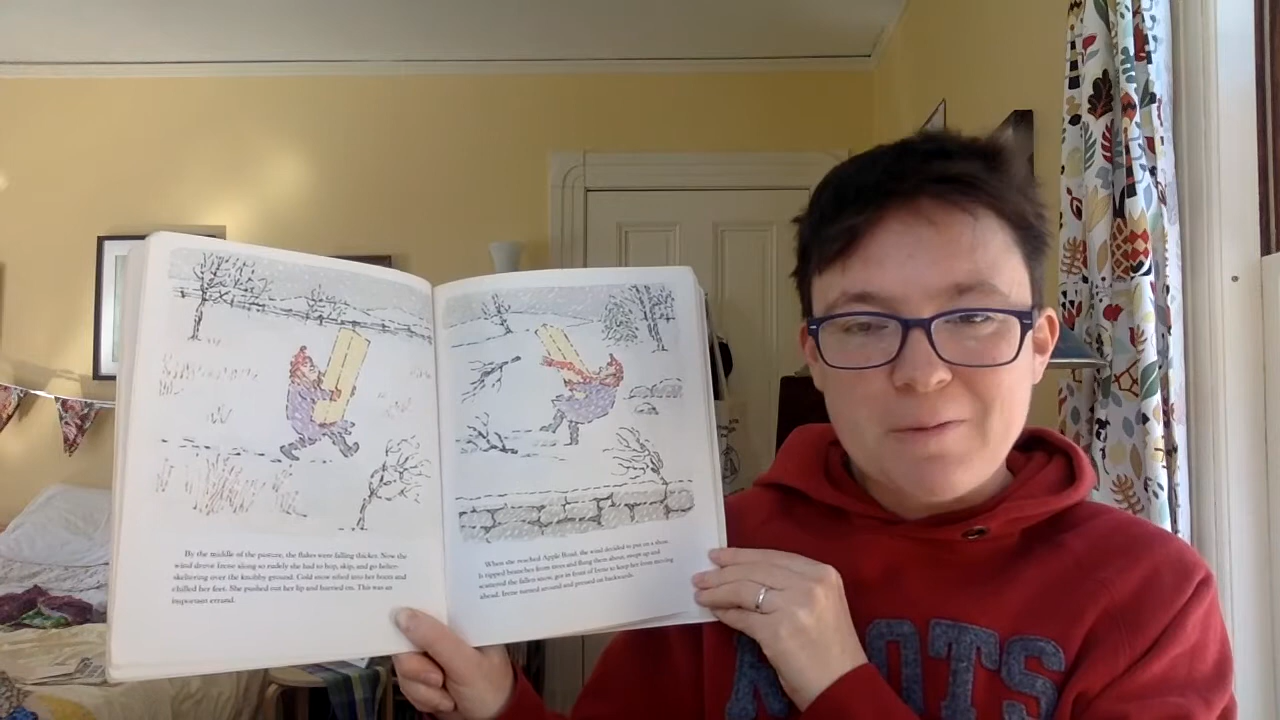 By the middle of the pasture, the flakes were falling thicker. Now the
wind drove Irene along so rudely she had to hop, skip, and go helter-
skeltering over the knobby ground. Cold snow sifted into her boots and
chilled her feet. She pushed out her lip and hurried on. This was an
important errand.
When she reached Apple Road, the wind decided to put on a show.
It ripped branches from trees and flung them about, swept up and
scattered the fallen snow, got in front of Irene to keep her from moving
ahead. Irene turned around and pressed on backwards.